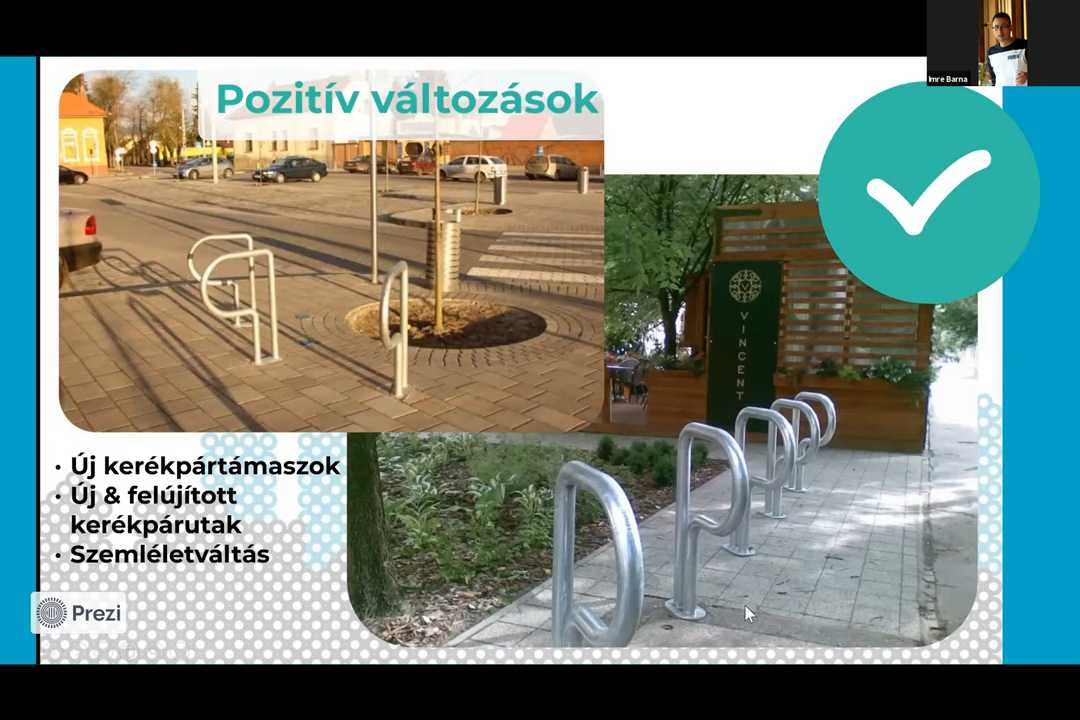 Imre Barna
Pozitív változások
VINCENT
• Új kerékpártámaszok
• Új & felújított
kerékpárutak
• Szemléletváltás
Prezi